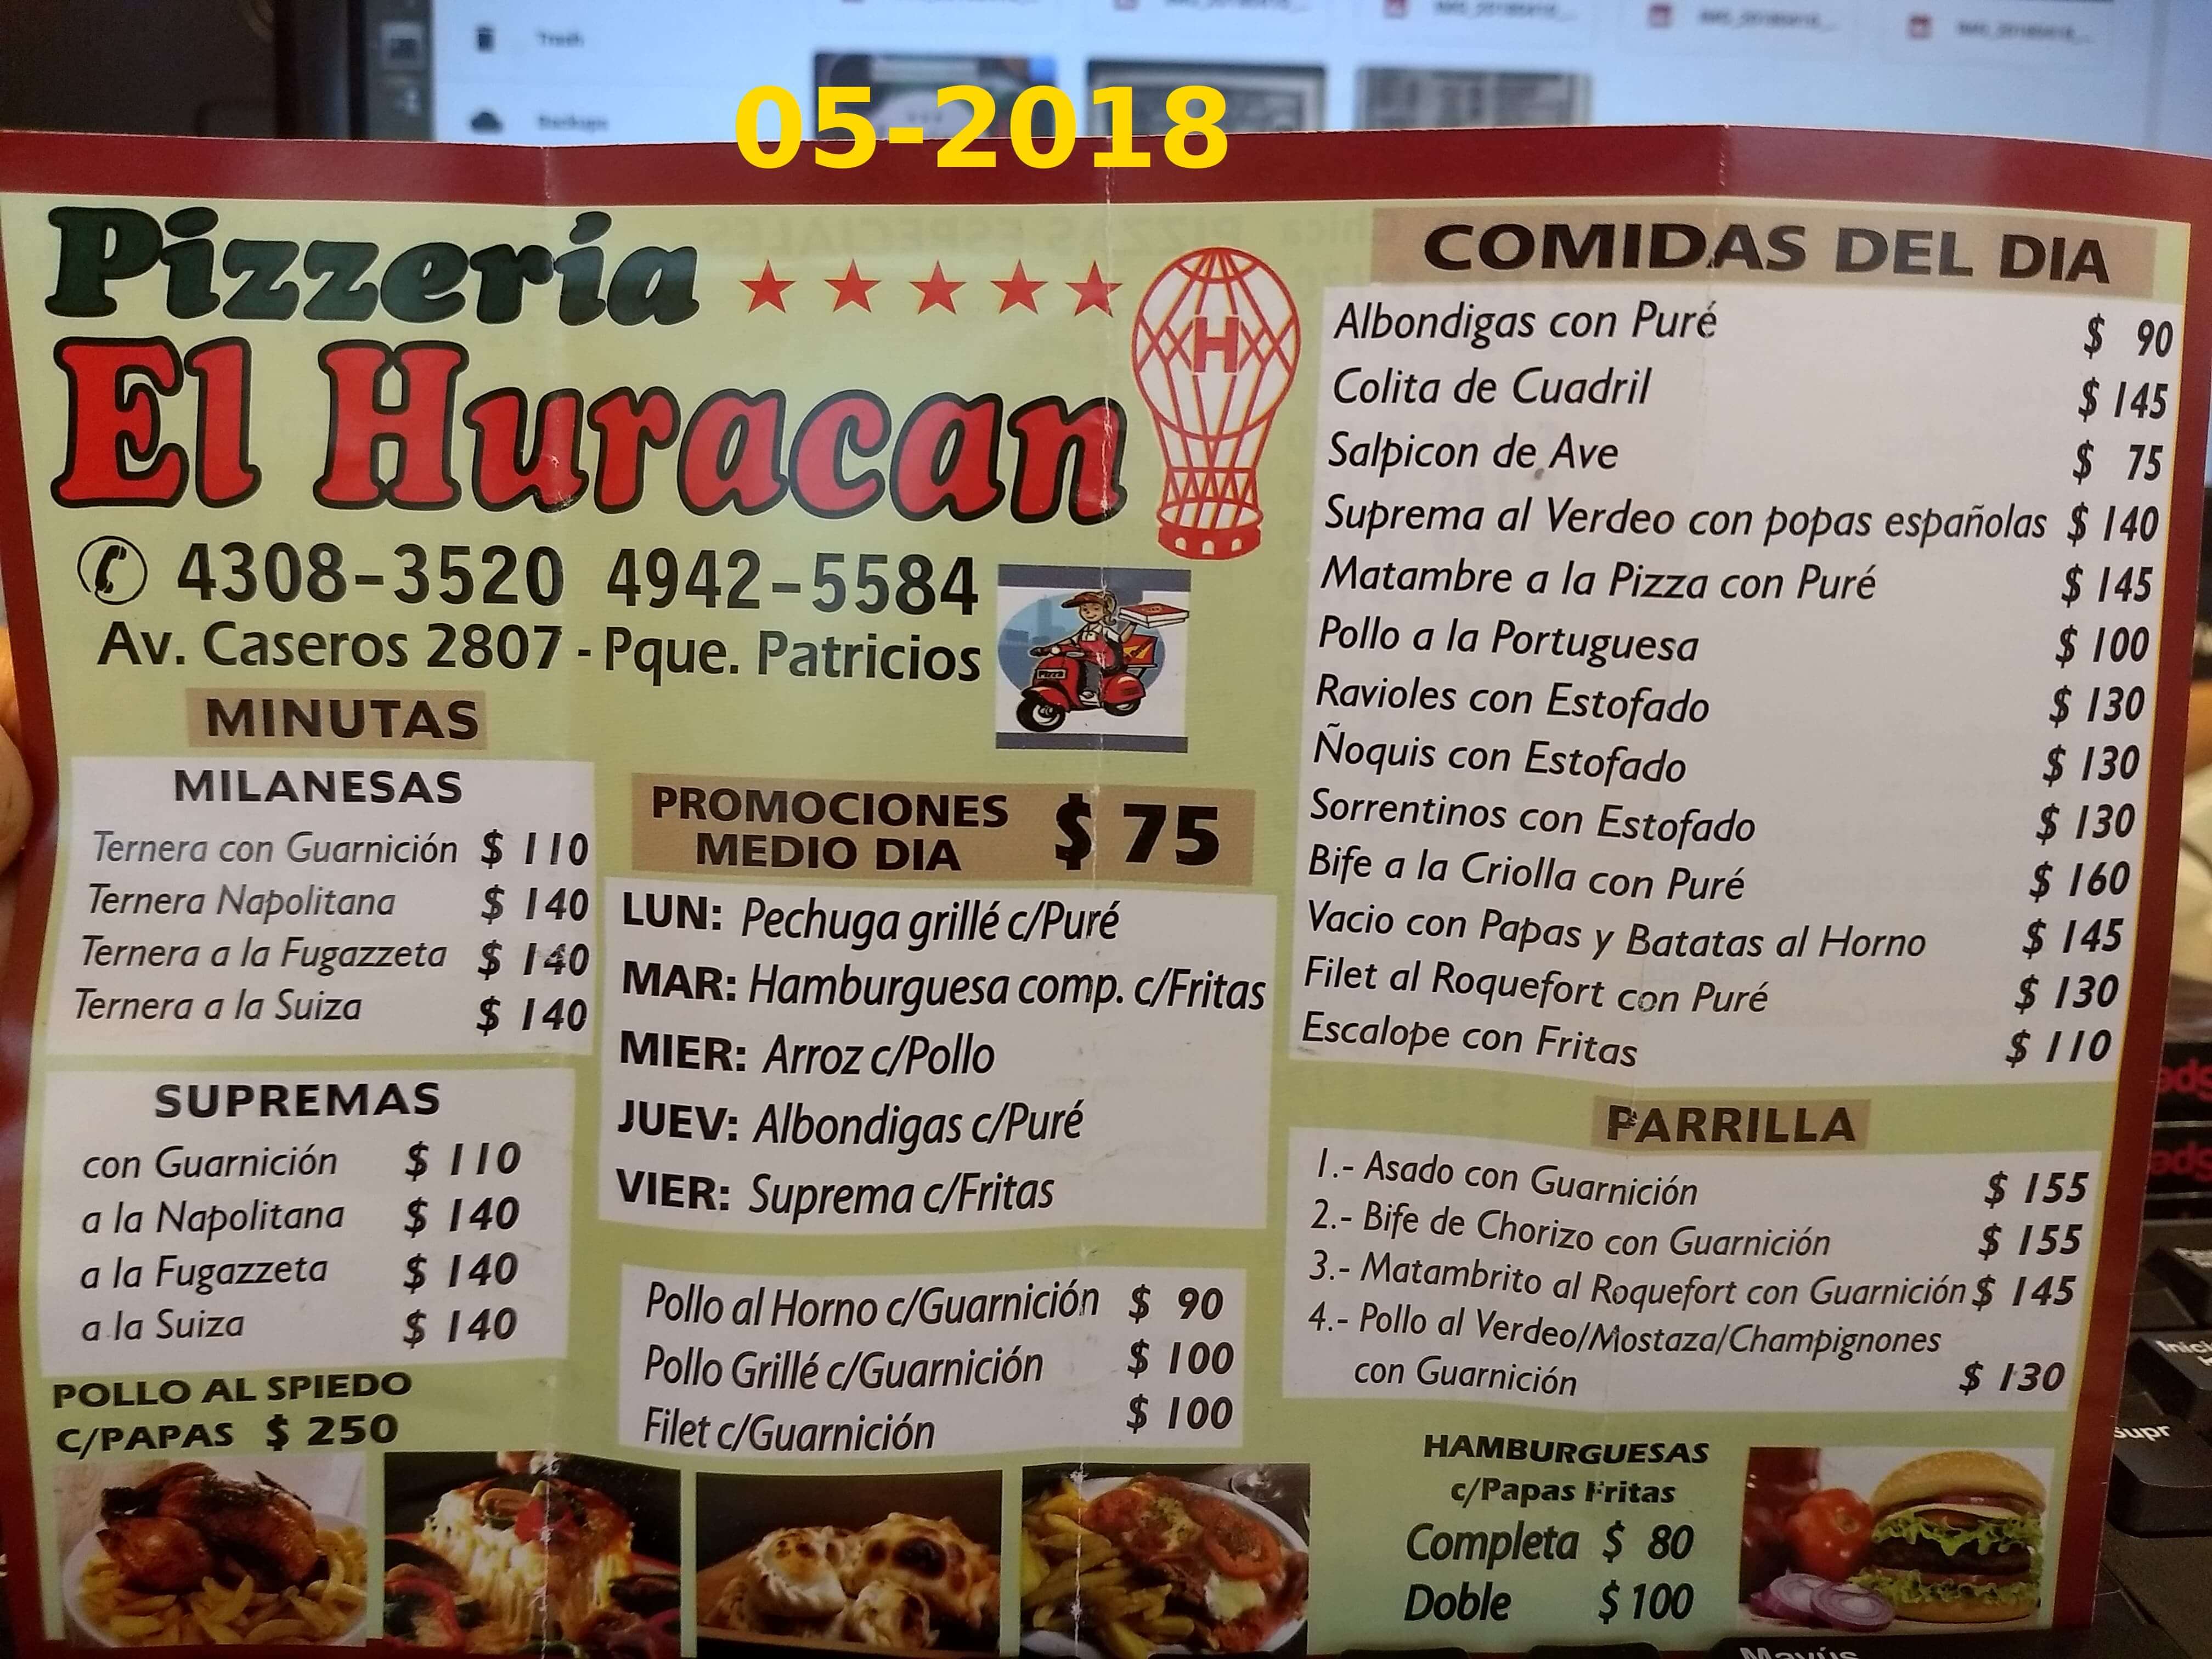 Trash
Backups
05-2018
Pizzería
El Huracan
H
4308-3520 4942-5584
Av. Caseros 2807 - Pque. Patricios
Pizza
MINUTAS
MILANESAS
Ternera con Guarnición $ 110
Ternera Napolitana $ 140
Ternera a la Fugazzeta $ 140
Ternera a la Suiza $ 140
SUPREMAS
con Guarnición $ 110
a la Napolitana $ 140
a la Fugazzeta $ 140
a la Suiza $ 140
POLLO AL SPIEDO
C/PAPAS $ 250
PROMOCIONES
MEDIO DIA $ 75
LUN: Pechuga grillé c/Puré
MAR: Hamburguesa comp. c/Fritas
MIER: Arroz c/Pollo
JUEV: Albondigas c/Puré
VIER: Suprema c/Fritas
Pollo al Horno c/Guarnición $ 90
Pollo Grillé c/Guarnición $ 100
Filet c/Guarnición $ 100
COMIDAS DEL DIA
Albondigas con Puré $ 90
Colita de Cuadril $ 145
Salpicon de Ave $ 75
Suprema al Verdeo con popas españolas $ 140
Matambre a la Pizza con Puré $ 145
Pollo a la Portuguesa $ 100
Ravioles con Estofado $ 130
Ñoquis con Estofado $ 130
Sorrentinos con Estofado $ 130
Bife a la Criolla con Puré $ 160
Vacio con Papas y Batatas al Horno $ 145
Filet al Roquefort con Puré $ 130
Escalope con Fritas $ 110
PARRILLA
1.- Asado con Guarnición $ 155
2.- Bife de Chorizo con Guarnición $ 155
3.- Matambrito al Roquefort con Guarnición $ 145
4.- Pollo al Verdeo/Mostaza/Champignones
con Guarnición $ 130
HAMBURGUESAS
c/Papas Fritas
Completa $ 80
Doble $ 100
Supr
Mayús